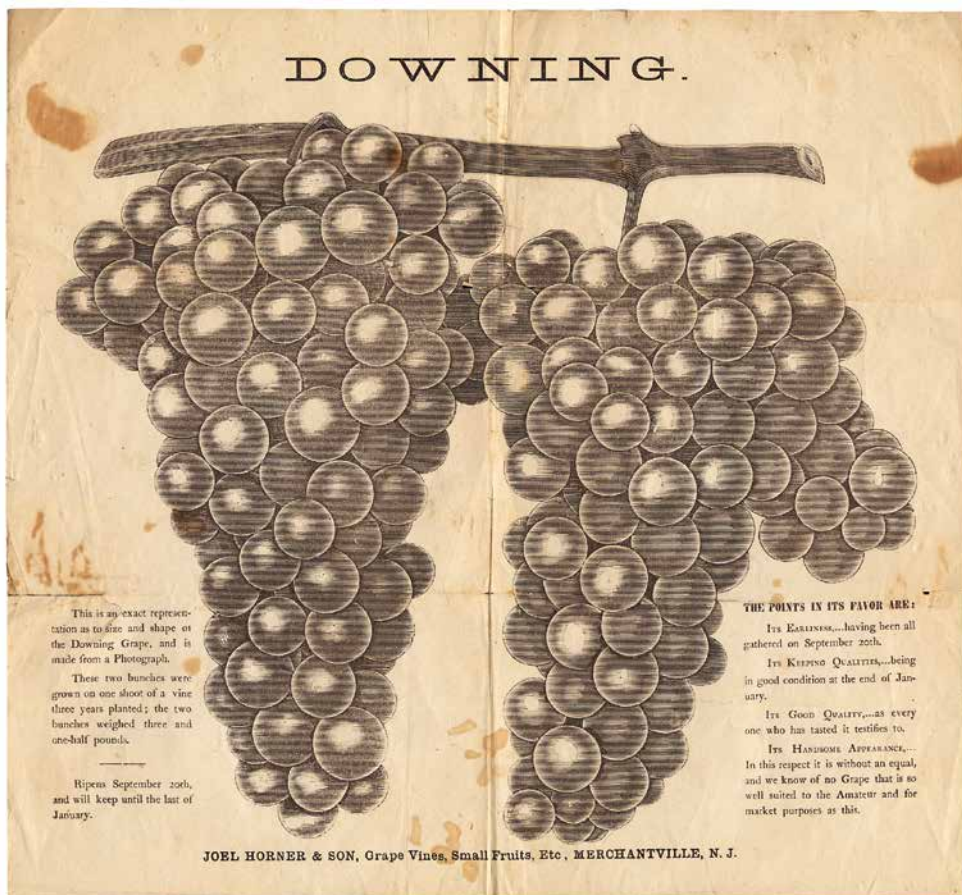 DOWNING.
This is an exact represen-
tation as to size and shape of
the Downing Grape, and is
made from a Photograph.
These two bunches were
grown on one shoot of a vine
three years planted; the two
bunches weighed three and
one-half pounds.
Ripens September 20th,
and will keep until the last of
January.
THE POINTS IN ITS FAVOR ARE:
ITS EARLINESS,...having been all
gathered on September 20th.
ITS KEEPING QUALITIES,...being
in good condition at the end of Jan-
uary.
ITS GOOD QUALITY,...as every
one who has tasted it testifies to.
ITS HANDSOME APPEARANCE,...
In this respect it is without an equal,
and we know of no Grape that is so
well suited to the Amateur and for
market purposes as this.
JOEL HORNER & SON, Grape Vines, Small Fruits, Etc, MERCHANTVILLE, N. J.